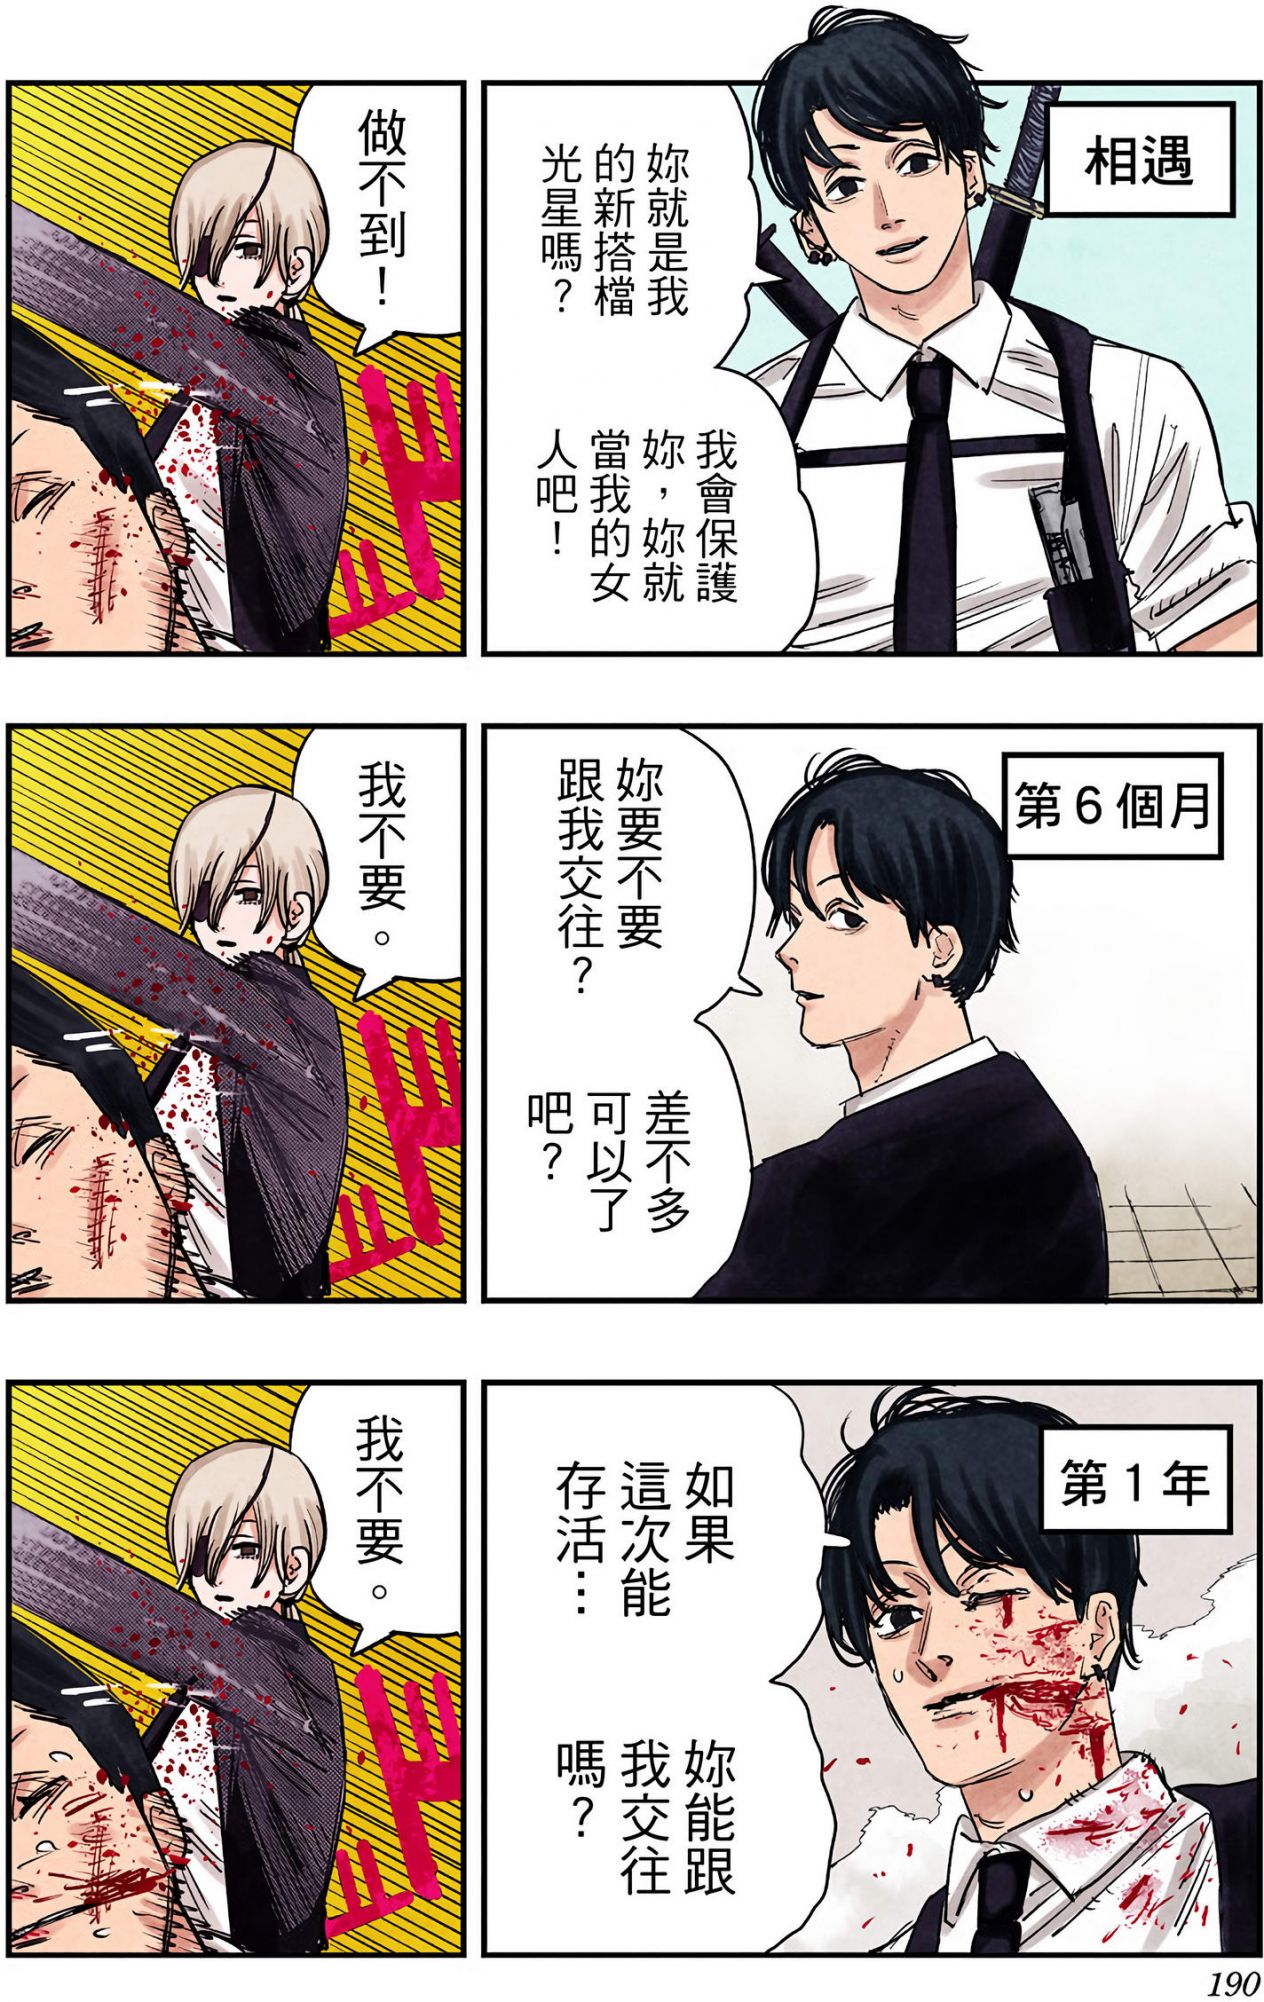 相遇
妳就是我
的新搭檔
光星嗎？
我會保護
妳，妳就
當我的女
人吧！
做不到！
第6個月
妳要不要
跟我交往？
差不多
可以了
吧？
我不要。
第1年
如果
這次能
存活…
妳能跟
我交往
嗎？
我不要。
190